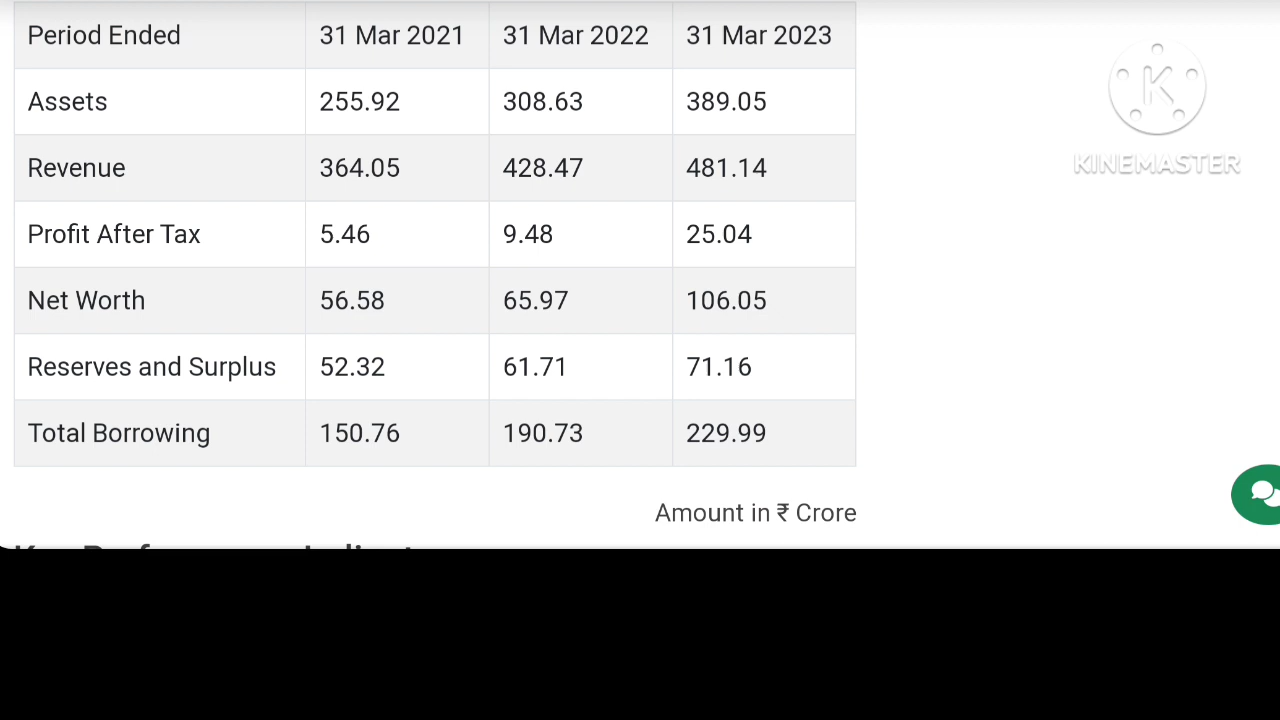 Period Ended 31 Mar 2021 31 Mar 2022 31 Mar 2023
Assets 255.92 308.63 389.05
Revenue 364.05 428.47 481.14
Profit After Tax 5.46 9.48 25.04
Net Worth 56.58 65.97 106.05
Reserves and Surplus 52.32 61.71 71.16
Total Borrowing 150.76 190.73 229.99
Amount in ₹ Crore
K
KINEMASTER